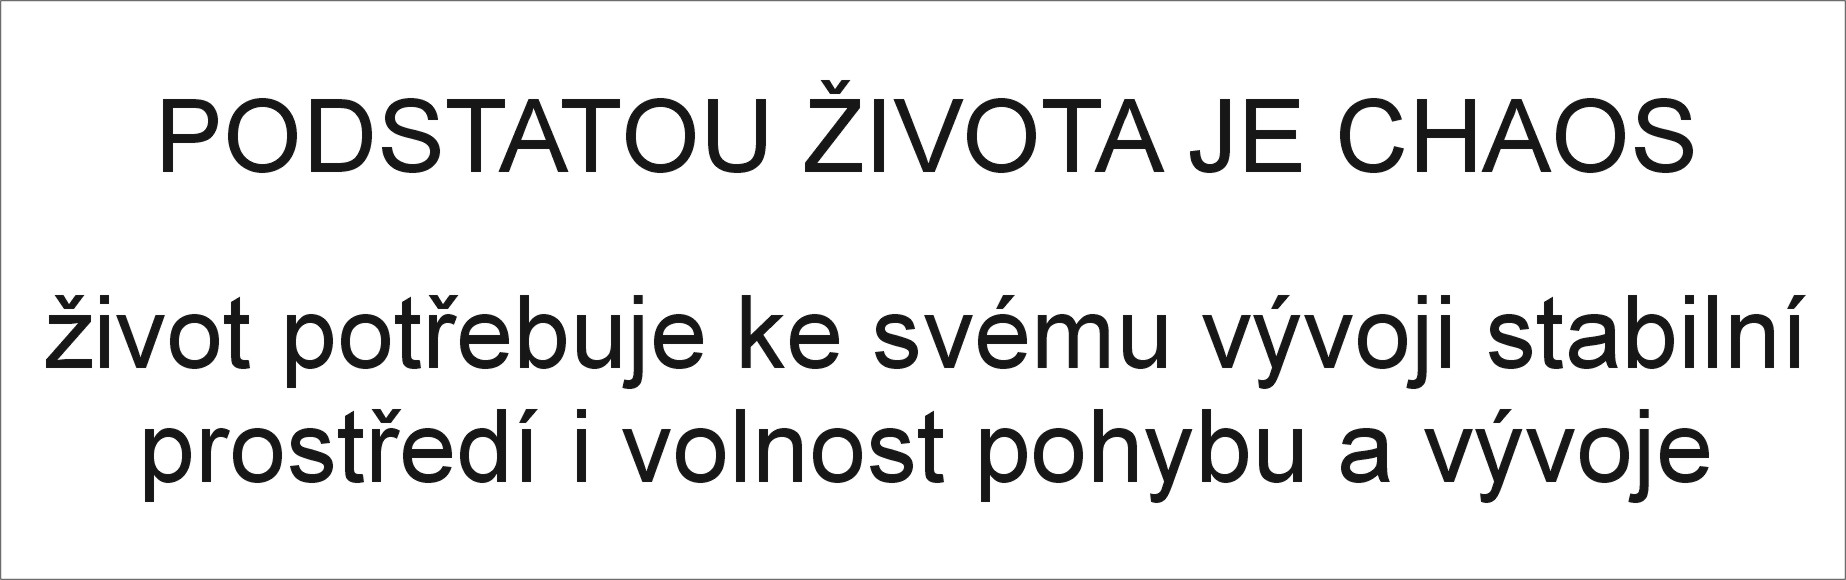 PODSTATOU ŽIVOTA JE CHAOS
život potřebuje ke svému vývoji stabilní
prostředí i volnost pohybu a vývoje